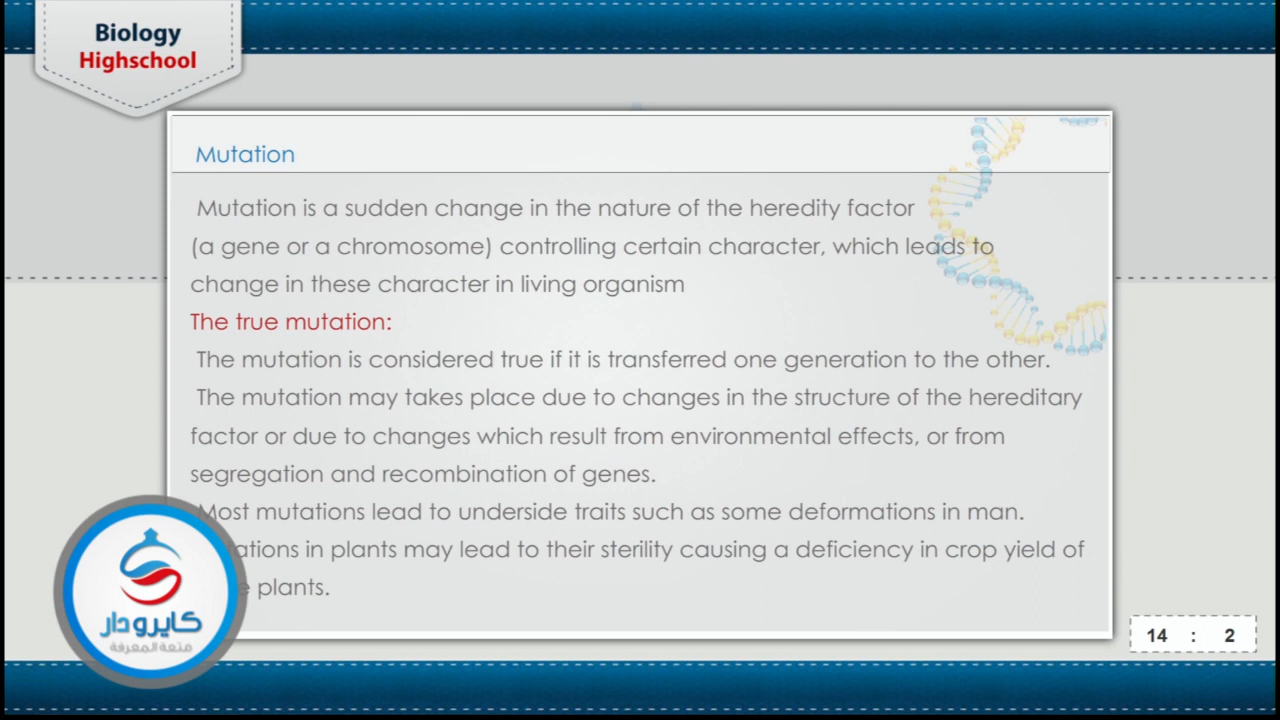 Biology
Highschool
Mutation
Mutation is a sudden change in the nature of the heredity factor
(a gene or a chromosome) controlling certain character, which leads to
change in these character in living organism
The true mutation:
The mutation is considered true if it is transferred one generation to the other.
The mutation may takes place due to changes in the structure of the hereditary
factor or due to changes which result from environmental effects, or from
segregation and recombination of genes.
Most mutations lead to underside traits such as some deformations in man.
in plants may lead to their sterility causing a deficiency in crop yield of
plants.
كايرودار
متعة المعرفة
14 : 2